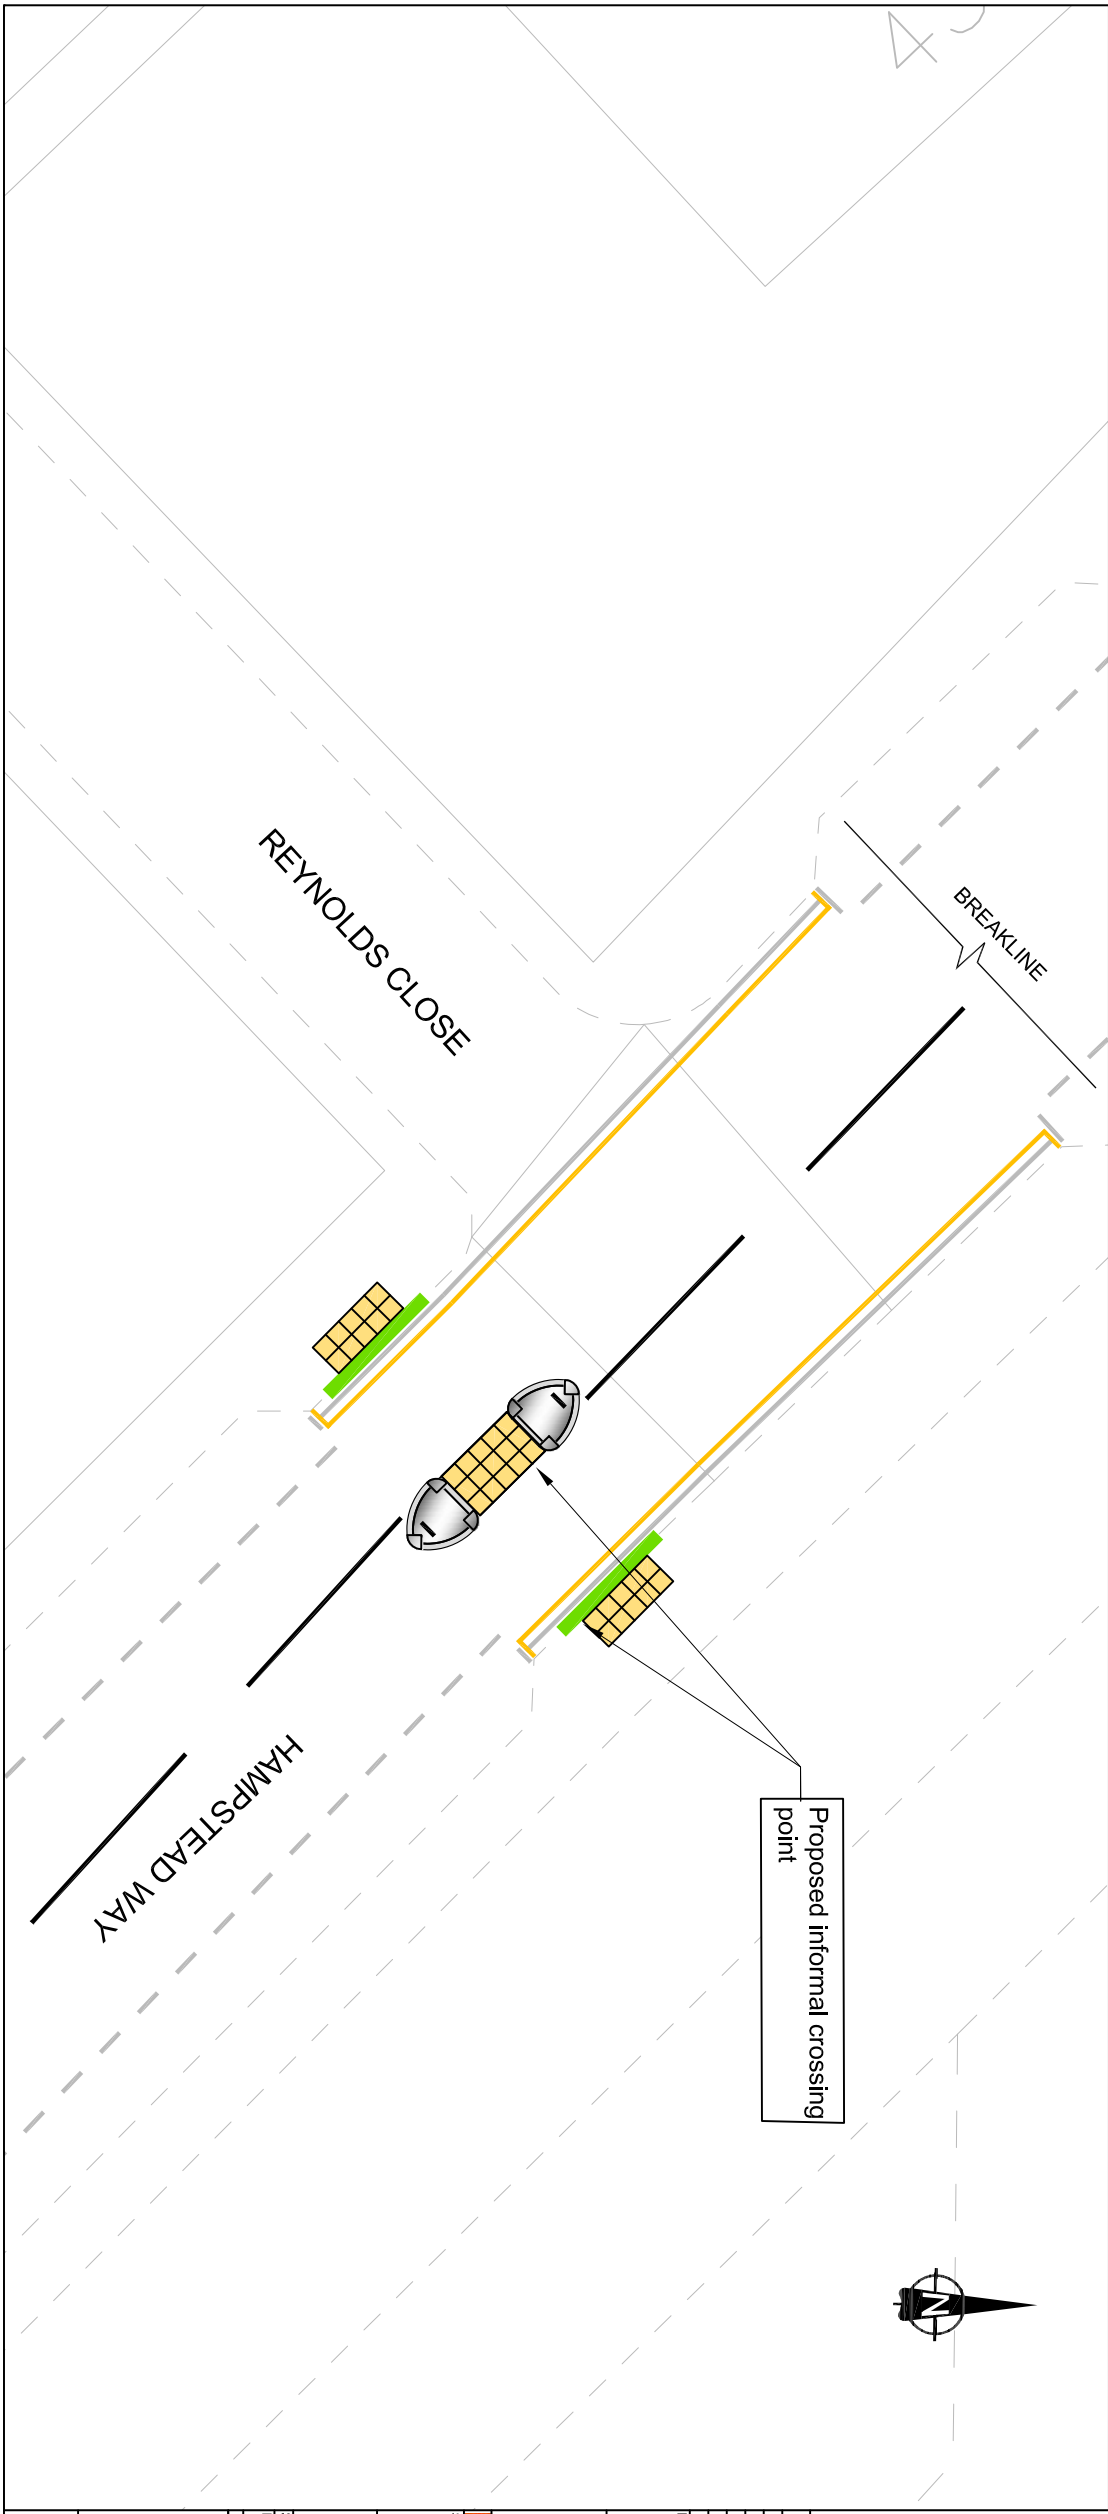 REYNOLDS CLOSE
BREAKLINE
HAMPSTEAD WAY
Proposed informal crossing
point
N